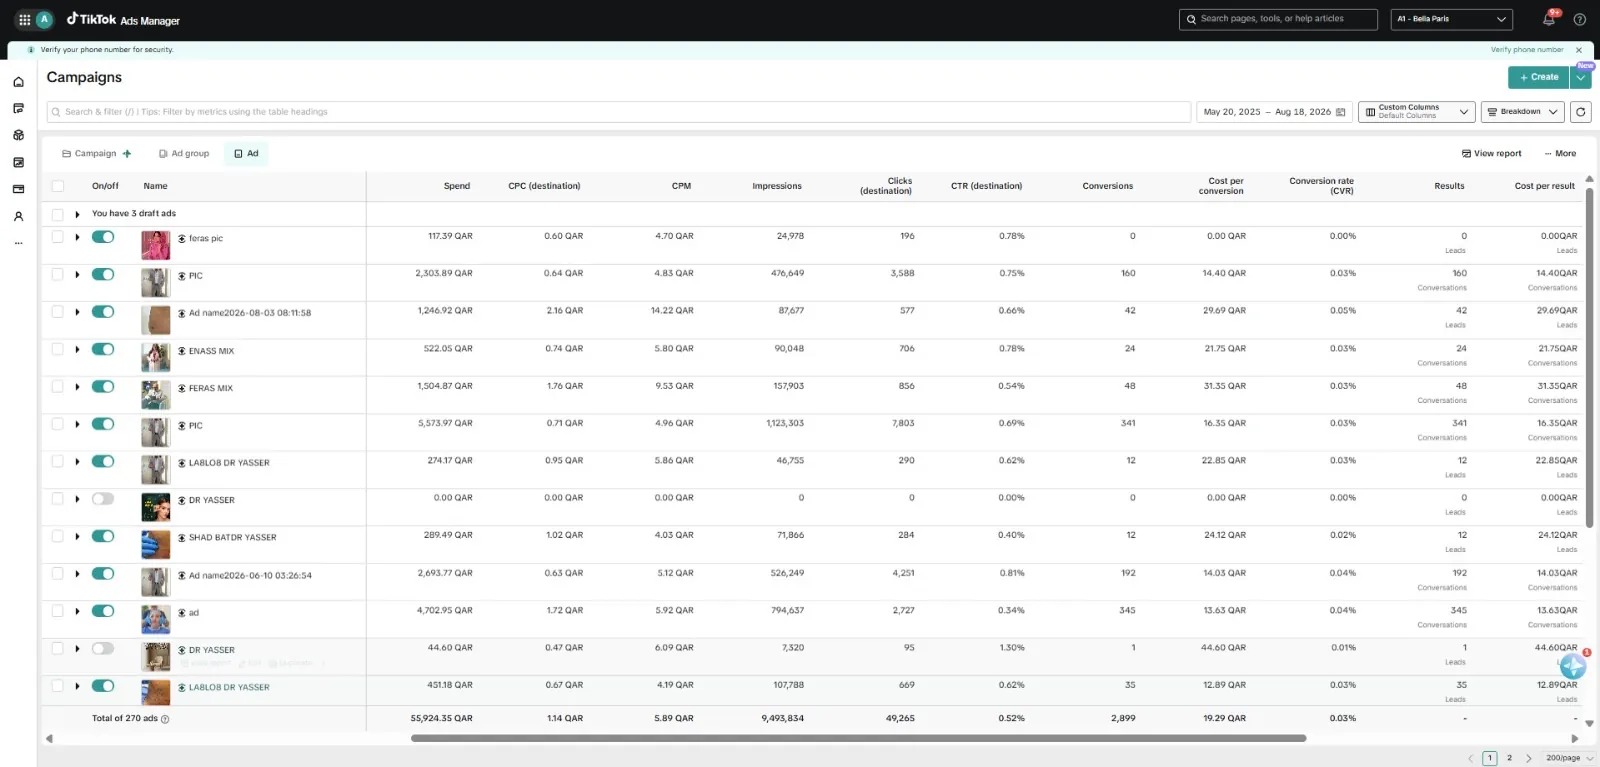 A TikTok Ads Manager Search pages, tools, or help articles A1 - Bella Paris 9+
Verify your phone number for security. Verify phone number
Campaigns + Create New
Search & filter (/) | Tips: Filter by metrics using the table headings May 20, 2025 – Aug 18, 2026 Custom Columns Default Columns Breakdown
Campaign Ad group Ad View report More
On/off Name Spend CPC (destination) CPM Impressions Clicks (destination) CTR (destination) Conversions Cost per conversion Conversion rate (CVR) Results Cost per result
You have 3 draft ads
feras pic 117.39 QAR 0.60 QAR 4.70 QAR 24,978 196 0.78% 0 0.00 QAR 0.00% 0 0.00QAR
Leads Leads
PIC 2,303.89 QAR 0.64 QAR 4.83 QAR 476,649 3,588 0.75% 160 14.40 QAR 0.03% 160 14.40QAR
Conversations Conversations
Ad name2026-08-03 08:11:58 1,246.92 QAR 2.16 QAR 14.22 QAR 87,677 577 0.66% 42 29.69 QAR 0.05% 42 29.69QAR
Leads Leads
ENASS MIX 522.05 QAR 0.74 QAR 5.80 QAR 90,048 706 0.78% 24 21.75 QAR 0.03% 24 21.75QAR
Conversations Conversations
FERAS MIX 1,504.87 QAR 1.76 QAR 9.53 QAR 157,903 856 0.54% 48 31.35 QAR 0.03% 48 31.35QAR
Conversations Conversations
PIC 5,573.97 QAR 0.71 QAR 4.96 QAR 1,123,303 7,803 0.69% 341 16.35 QAR 0.03% 341 16.35QAR
Conversations Conversations
LA8LO8 DR YASSER 274.17 QAR 0.95 QAR 5.86 QAR 46,755 290 0.62% 12 22.85 QAR 0.03% 12 22.85QAR
Leads Leads
DR YASSER 0.00 QAR 0.00 QAR 0.00 QAR 0 0 0.00% 0 0.00 QAR 0.00% 0 0.00QAR
Leads Leads
SHAD BATDR YASSER 289.49 QAR 1.02 QAR 4.03 QAR 71,866 284 0.40% 12 24.12 QAR 0.02% 12 24.12QAR
Leads Leads
Ad name2026-06-10 03:26:54 2,693.77 QAR 0.63 QAR 5.12 QAR 526,249 4,251 0.81% 192 14.03 QAR 0.04% 192 14.03QAR
Conversations Conversations
ad 4,702.95 QAR 1.72 QAR 5.92 QAR 794,637 2,727 0.34% 345 13.63 QAR 0.04% 345 13.63QAR
Conversations Conversations
DR YASSER 44.60 QAR 0.47 QAR 6.09 QAR 7,320 95 1.30% 1 44.60 QAR 0.01% 1 44.60QAR
View report Edit Duplicate Leads 1
LA8LO8 DR YASSER 451.18 QAR 0.67 QAR 4.19 QAR 107,788 669 0.62% 35 12.89 QAR 0.03% 35 12.89QAR
Leads Leads
Total of 270 ads 55,924.35 QAR 1.14 QAR 5.89 QAR 9,493,834 49,265 0.52% 2,899 19.29 QAR 0.03% - -
1 2 200/page